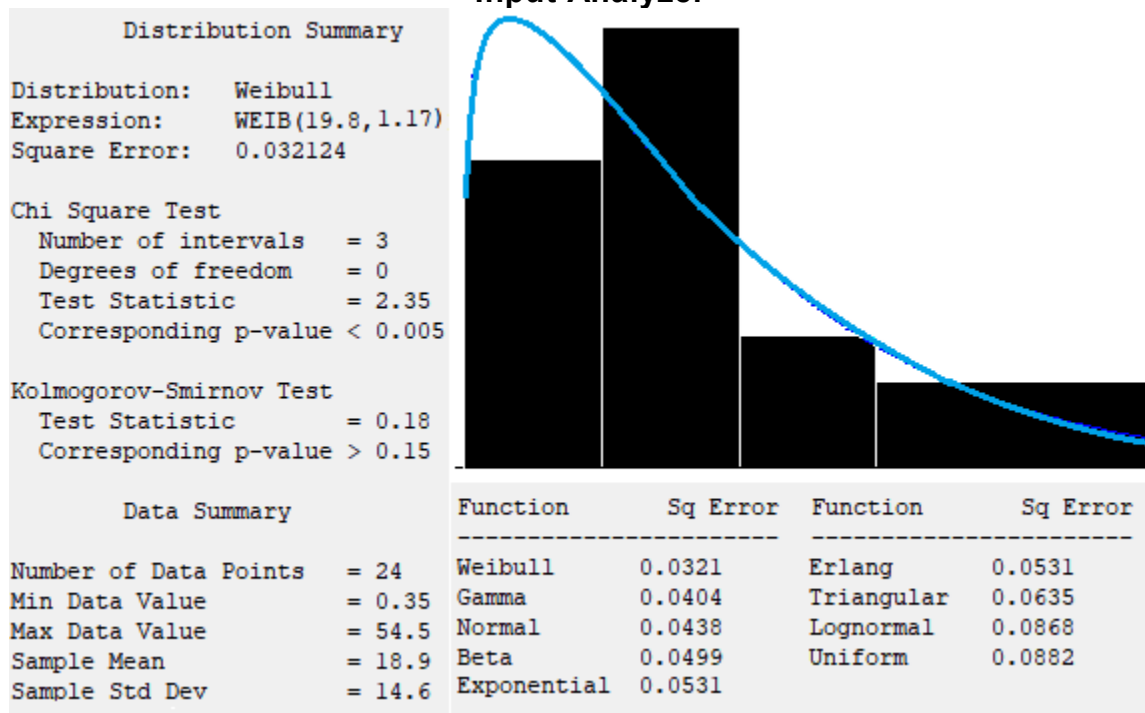 Input Analyzer
Distribution Summary
Distribution: Weibull
Expression: WEIB(19.8,1.17)
Square Error: 0.032124
Chi Square Test
Number of intervals = 3
Degrees of freedom = 0
Test Statistic = 2.35
Corresponding p-value < 0.005
Kolmogorov-Smirnov Test
Test Statistic = 0.18
Corresponding p-value > 0.15
Data Summary
Number of Data Points = 24
Min Data Value = 0.35
Max Data Value = 54.5
Sample Mean = 18.9
Sample Std Dev = 14.6
Function Sq Error
Weibull 0.0321
Gamma 0.0404
Normal 0.0438
Beta 0.0499
Exponential 0.0531
Function Sq Error
Erlang 0.0531
Triangular 0.0635
Lognormal 0.0868
Uniform 0.0882